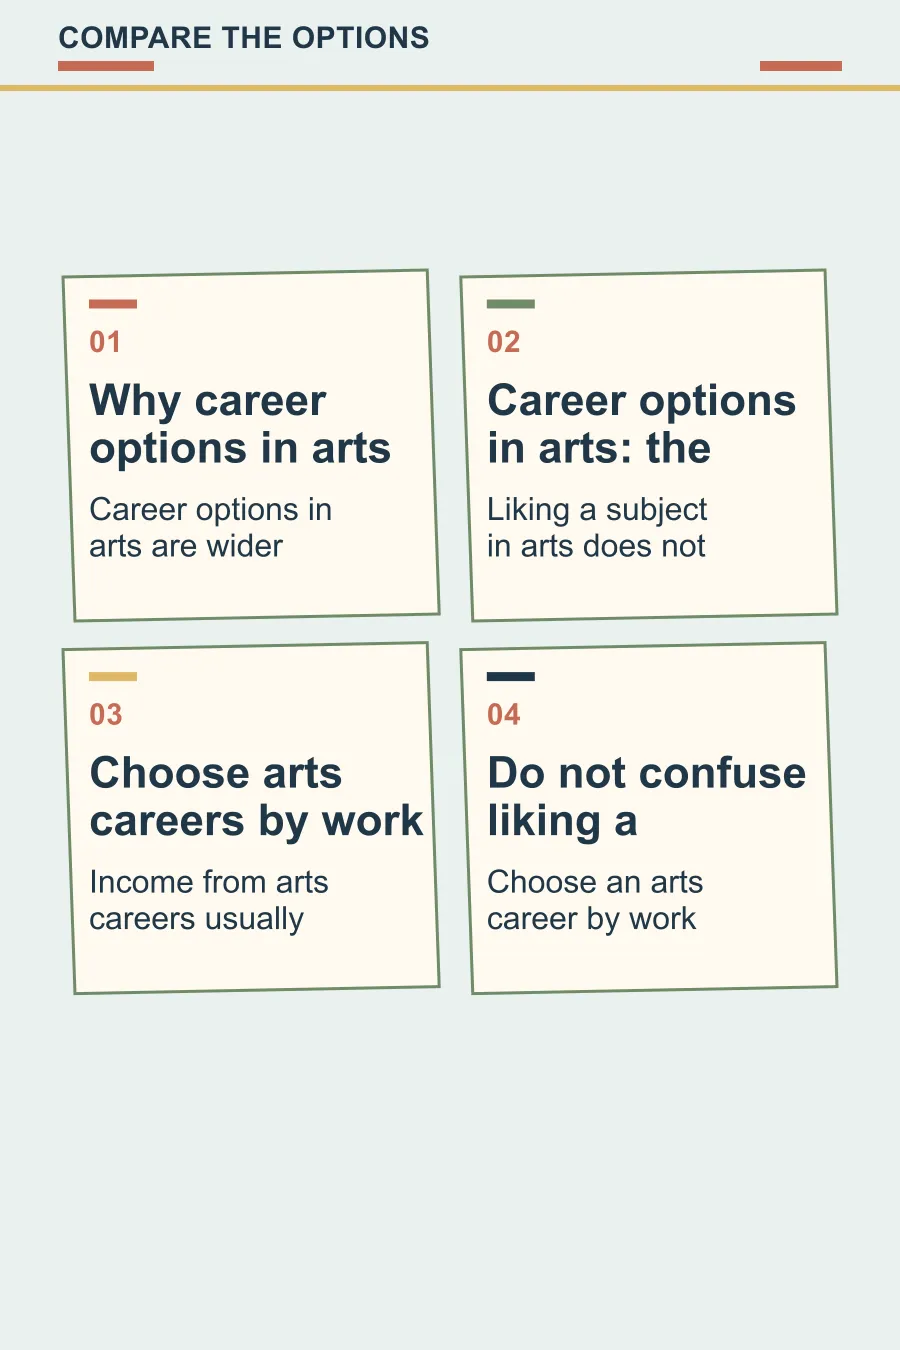 COMPARE THE OPTIONS
01
Why career
options in arts
Career options in
arts are wider
02
Career options
in arts: the
Liking a subject
in arts does not
03
Choose arts
careers by work
Income from arts
careers usually
04
Do not confuse
liking a
Choose an arts
career by work